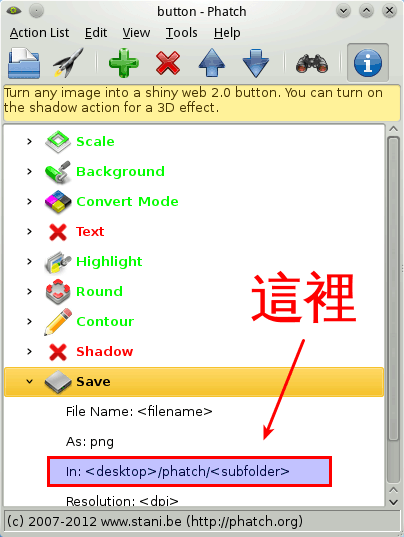 button - Phatch
Action List Edit View Tools Help
Turn any image into a shiny web 2.0 button. You can turn on
the shadow action for a 3D effect.
Scale
Background
Convert Mode
Text
Highlight
Round
Contour
Shadow
這裡
Save
File Name: <filename>
As: png
In: <desktop>/phatch/<subfolder>
Resolution: <dpi>
(c) 2007-2012 www.stani.be (http://phatch.org)